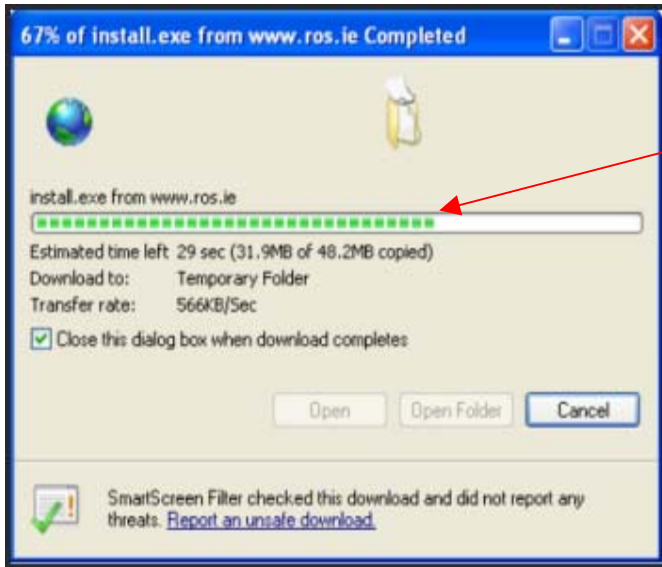 67% of install.exe from www.ros.ie Completed
install.exe from www.ros.ie
Estimated time left 29 sec (31.9MB of 48.2MB copied)
Download to: Temporary Folder
Transfer rate: 566KB/Sec
Close this dialog box when download completes
Open Open Folder Cancel
SmartScreen Filter checked this download and did not report any
threats. Report an unsafe download.